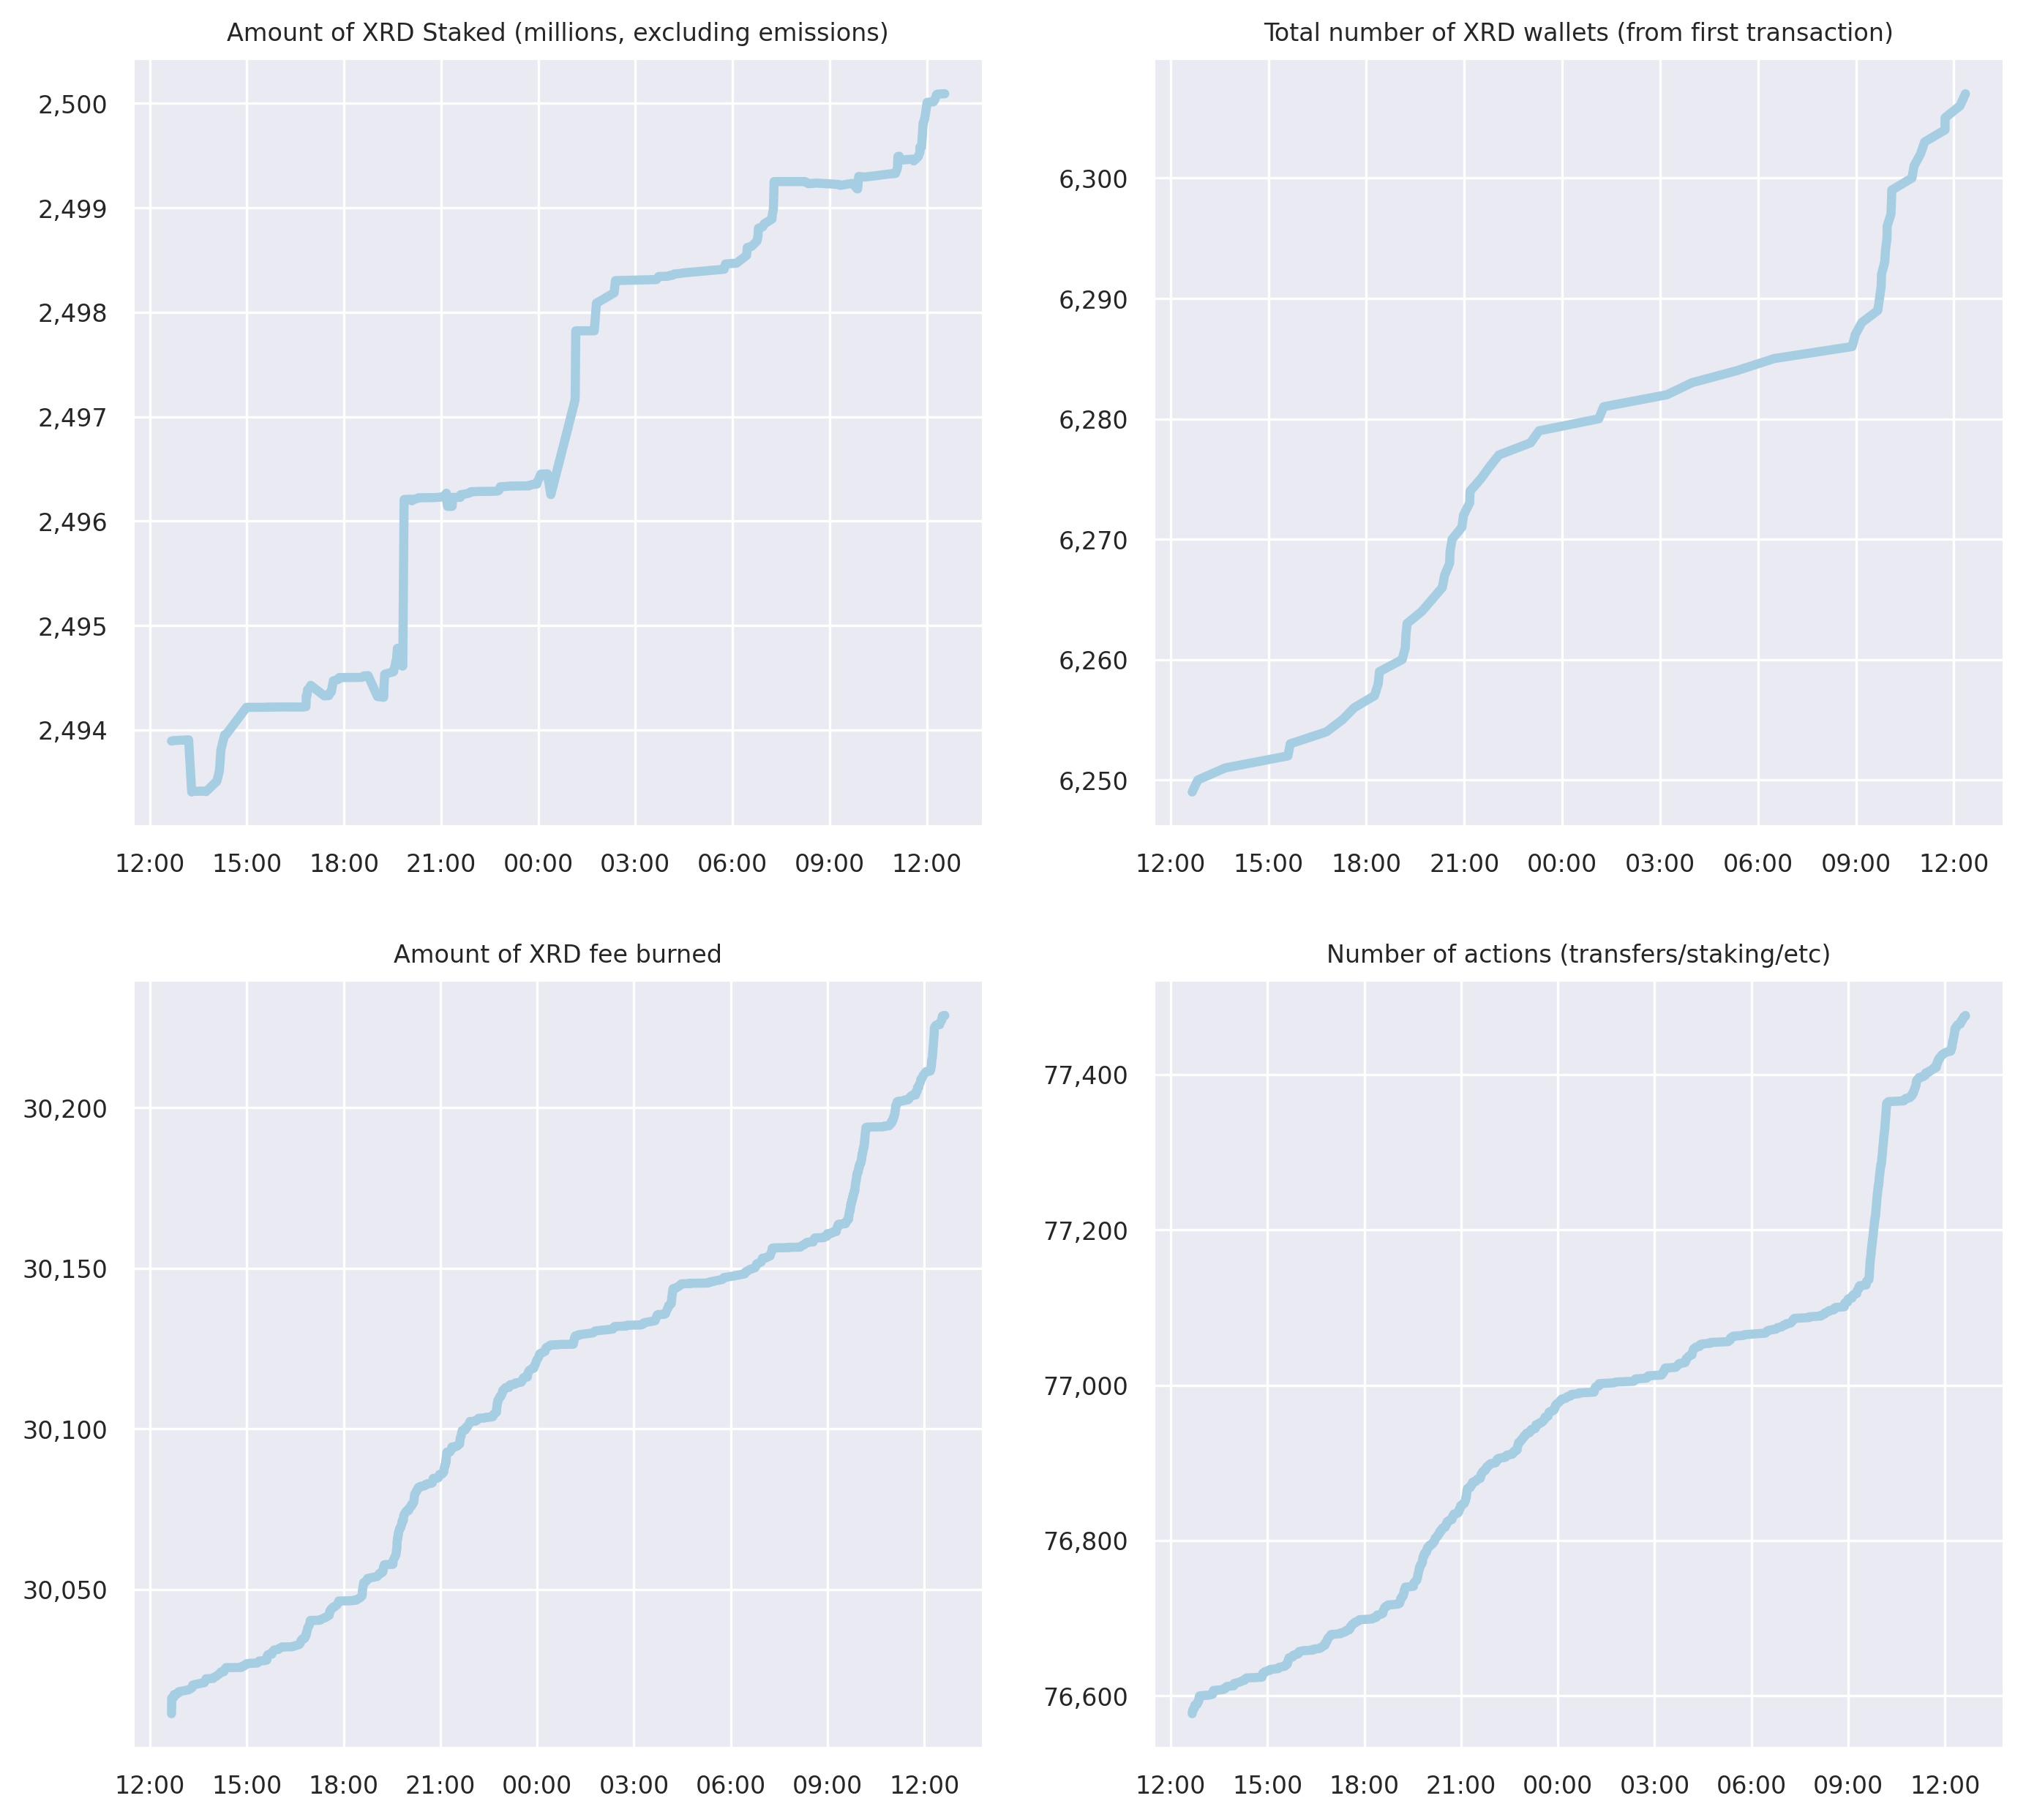 Amount of XRD Staked (millions, excluding emissions)
2,500
2,499
2,498
2,497
2,496
2,495
2,494
12:00 15:00 18:00 21:00 00:00 03:00 06:00 09:00 12:00
Total number of XRD wallets (from first transaction)
6,300
6,290
6,280
6,270
6,260
6,250
12:00 15:00 18:00 21:00 00:00 03:00 06:00 09:00 12:00
Amount of XRD fee burned
30,200
30,150
30,100
30,050
12:00 15:00 18:00 21:00 00:00 03:00 06:00 09:00 12:00
Number of actions (transfers/staking/etc)
77,400
77,200
77,000
76,800
76,600
12:00 15:00 18:00 21:00 00:00 03:00 06:00 09:00 12:00